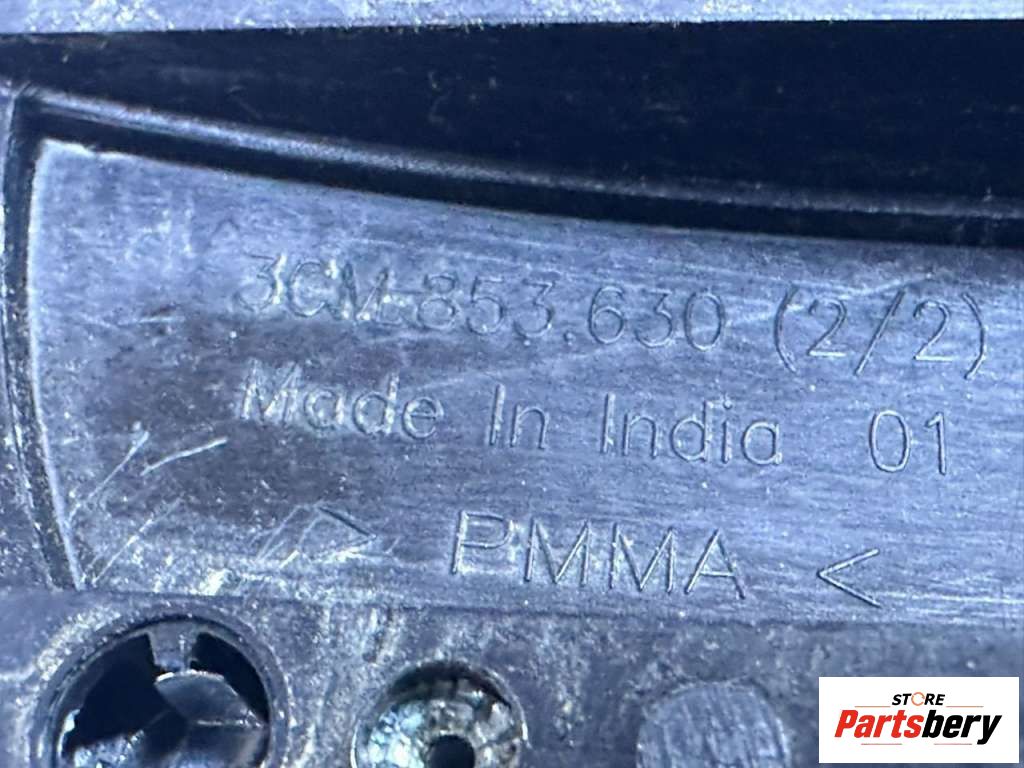 3CM.853.630 (2/2)
Made In India 01
> PMMA <
STORE
Partsbery